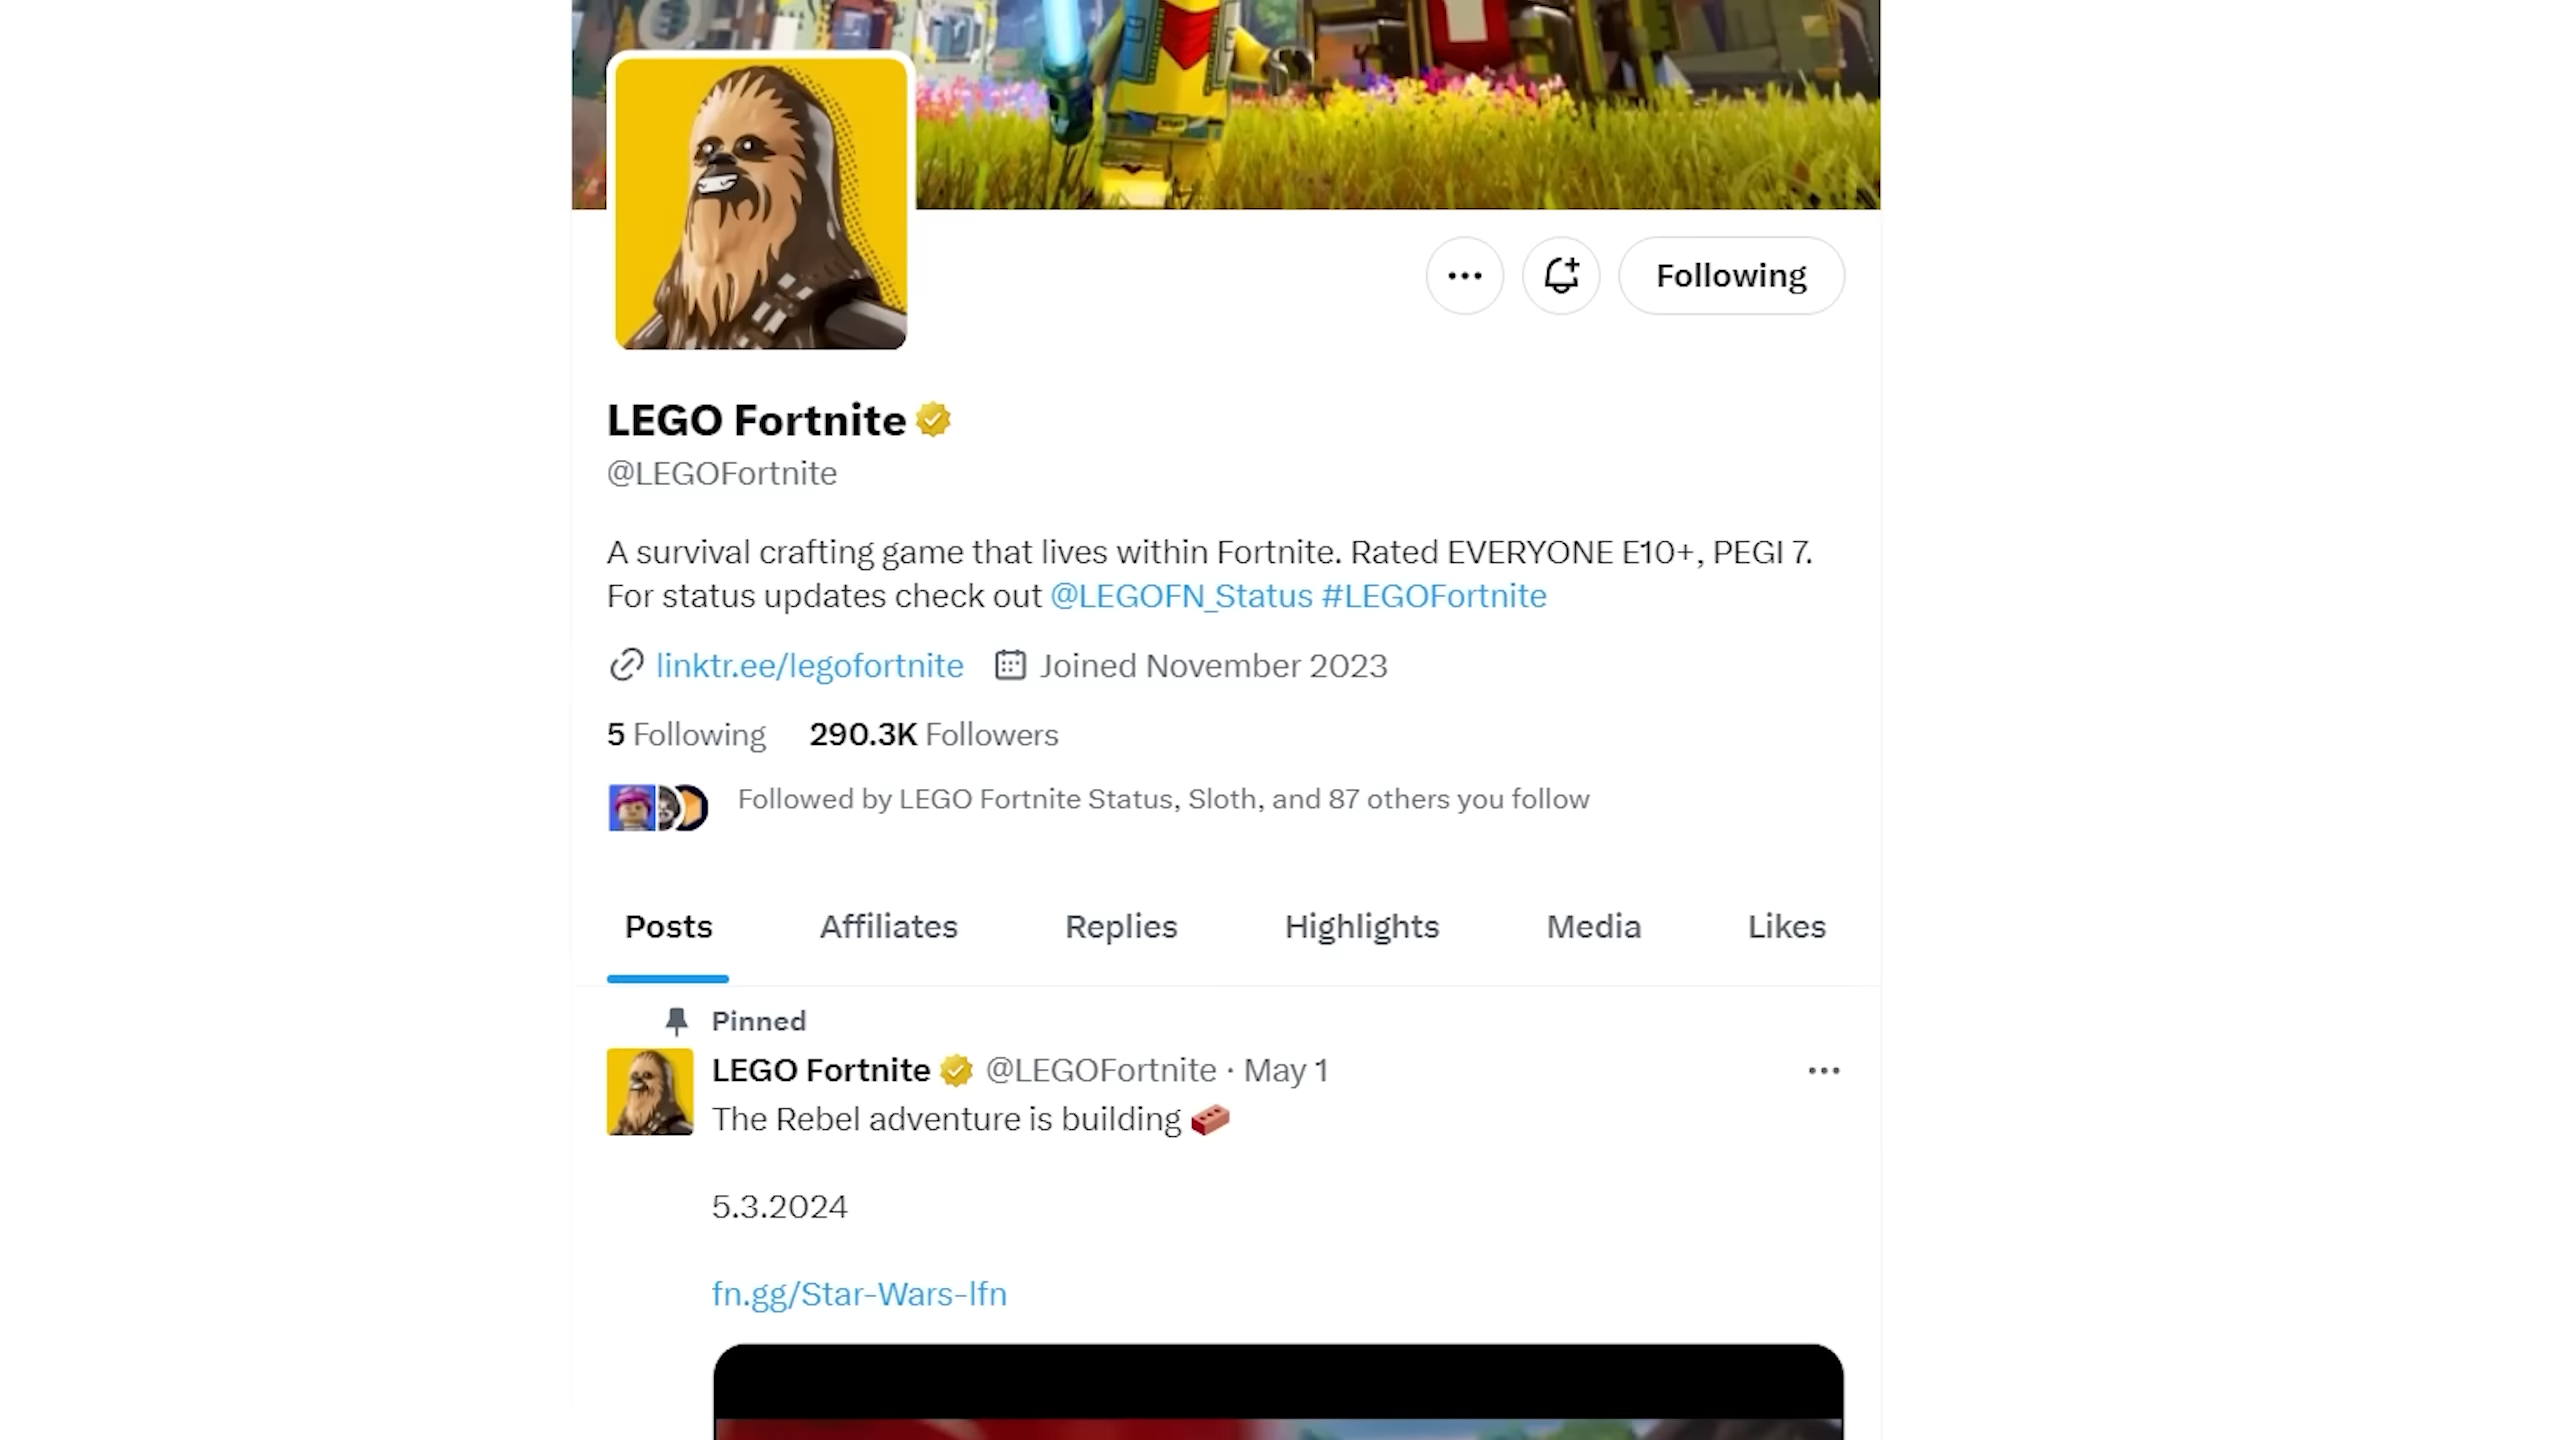 Following
LEGO Fortnite
@LEGOFortnite
A survival crafting game that lives within Fortnite. Rated EVERYONE E10+, PEGI 7.
For status updates check out @LEGOFN_Status #LEGOFortnite
linktr.ee/legofortnite Joined November 2023
5 Following 290.3K Followers
Followed by LEGO Fortnite Status, Sloth, and 87 others you follow
Posts Affiliates Replies Highlights Media Likes
Pinned
LEGO Fortnite @LEGOFortnite · May 1
The Rebel adventure is building 🧱
5.3.2024
fn.gg/Star-Wars-lfn